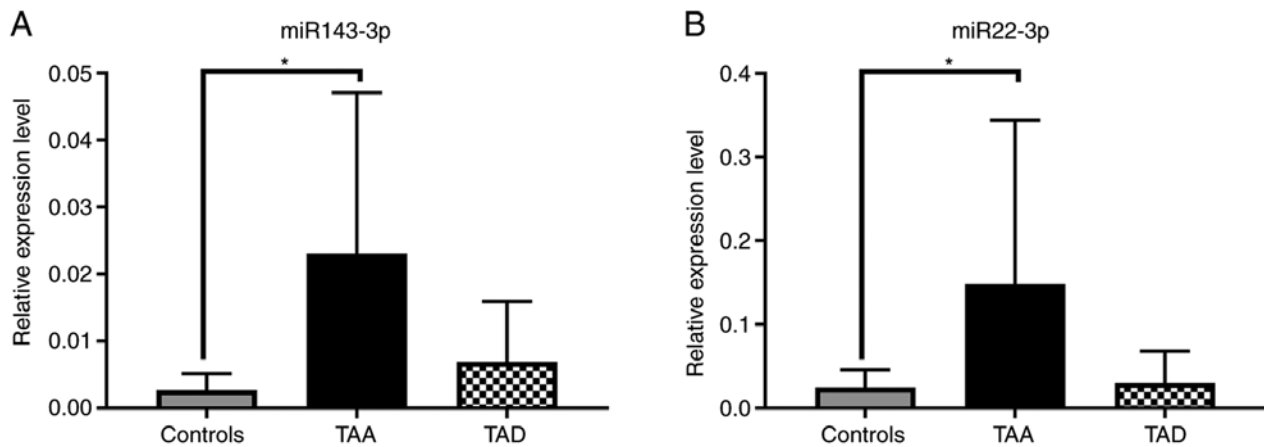 A
miR143-3p
*
Relative expression level
0.05
0.04
0.03
0.02
0.01
0.00
Controls
TAA
TAD
B
miR22-3p
*
Relative expression level
0.4
0.3
0.2
0.1
0.0
Controls
TAA
TAD